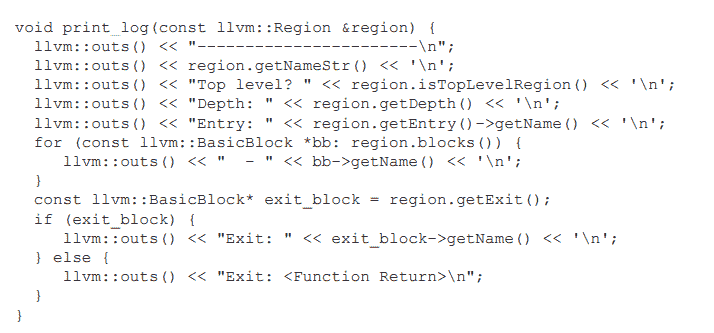 void print_log(const llvm::Region &region) {
  llvm::outs() << "-----------------------\n";
  llvm::outs() << region.getNameStr() << '\n';
  llvm::outs() << "Top level? " << region.isTopLevelRegion() << '\n';
  llvm::outs() << "Depth: " << region.getDepth() << '\n';
  llvm::outs() << "Entry: " << region.getEntry()->getName() << '\n';
  for (const llvm::BasicBlock *bb: region.blocks()) {
     llvm::outs() << "  - " << bb->getName() << '\n';
  }
  const llvm::BasicBlock* exit_block = region.getExit();
  if (exit_block) {
     llvm::outs() << "Exit: " << exit_block->getName() << '\n';
  } else {
     llvm::outs() << "Exit: <Function Return>\n";
  }
}